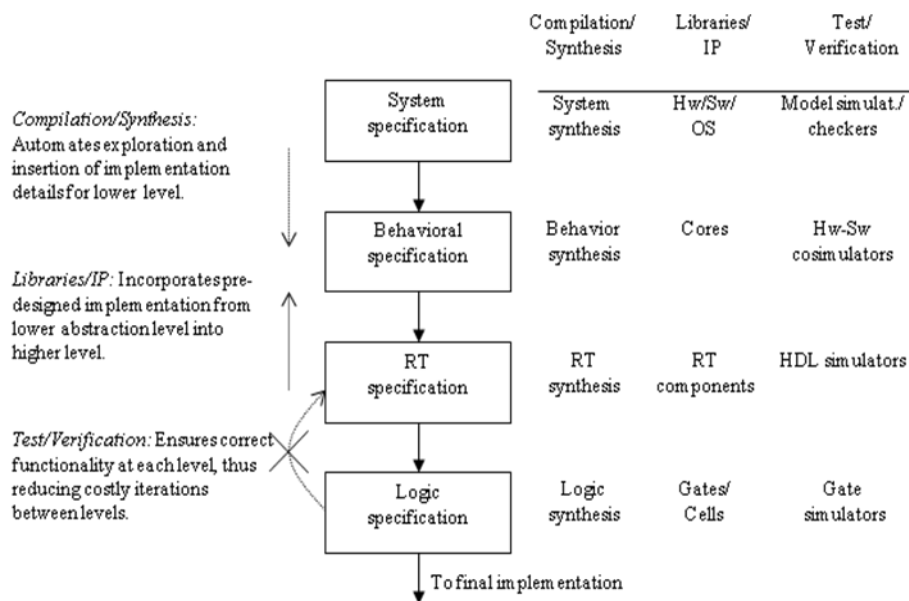 Compilation/ Libraries/ Test/
Synthesis IP Verification
System
specification
System Hw/Sw/ Model simulat./
synthesis OS checkers
Compilation/Synthesis:
Automates exploration and
insertion of implementation
details for lower level.
Behavioral
specification
Behavior Cores Hw-Sw
synthesis cosimulators
Libraries/IP: Incorporates pre-
designed implementation from
lower abstraction level into
higher level.
RT
specification
RT RT HDL simulators
synthesis components
Test/Verification: Ensures correct
functionality at each level, thus
reducing costly iterations
between levels.
Logic
specification
Logic Gates/ Gate
synthesis Cells simulators
To final implementation